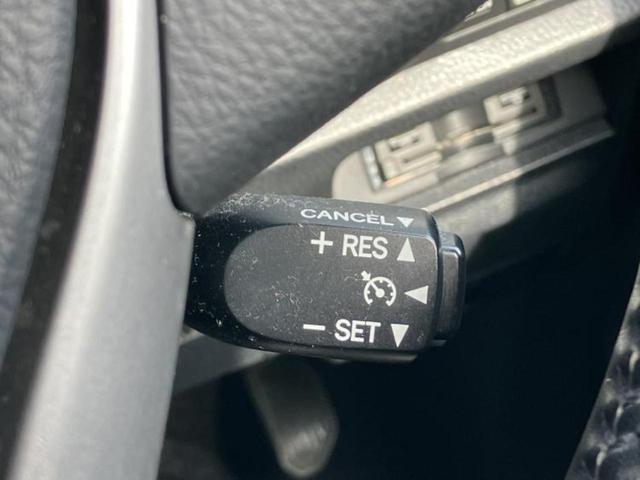 CANCEL▼
+ RES ▲
◀
− SET ▼